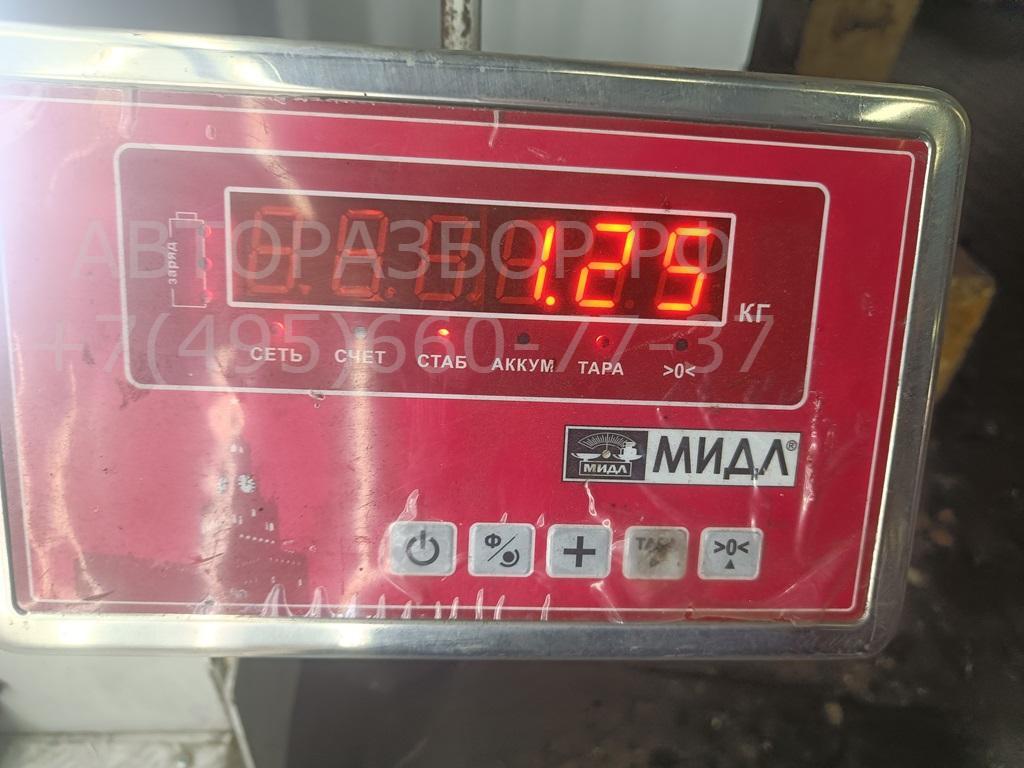 АВТОРАЗБОР.РФ
+7(495)660-77-37
заряд
1.25
КГ
СЕТЬ СЧЕТ СТАБ АККУМ ТАРА >0<
МИДЛ
МИДЛ®
Ф
+
ТАРА
>0<